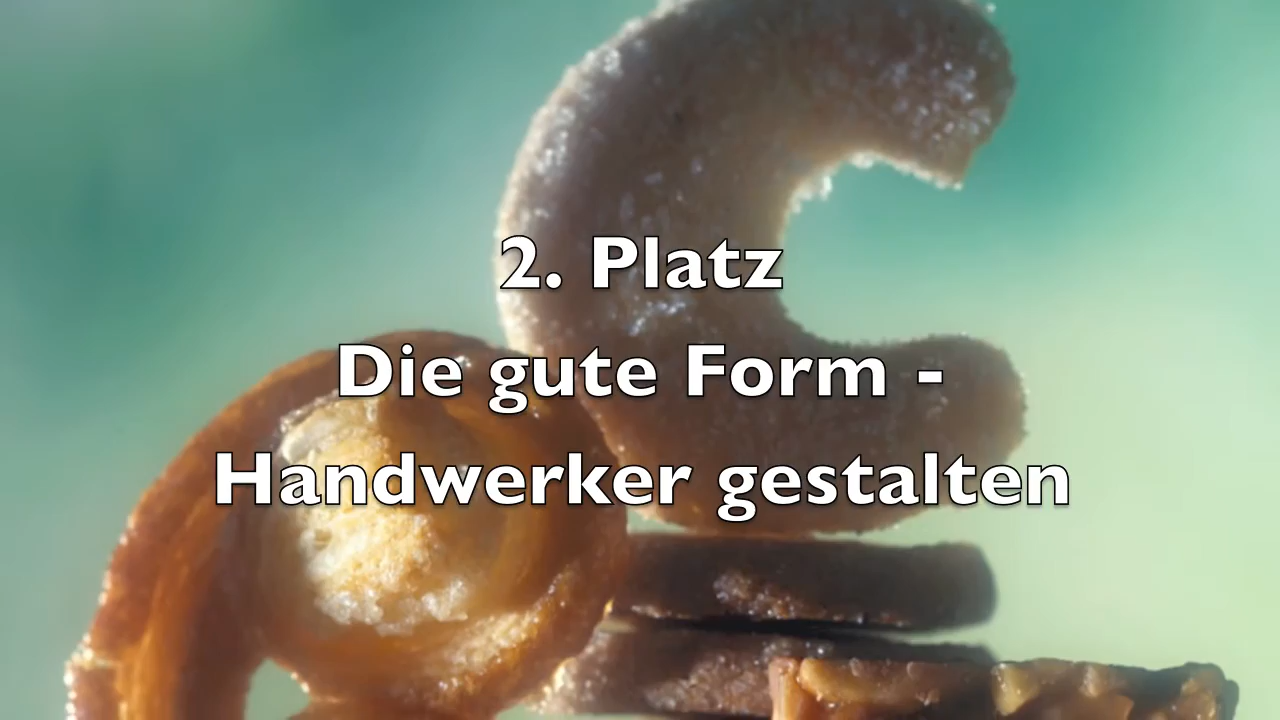 2. Platz
Die gute Form -
Handwerker gestalten